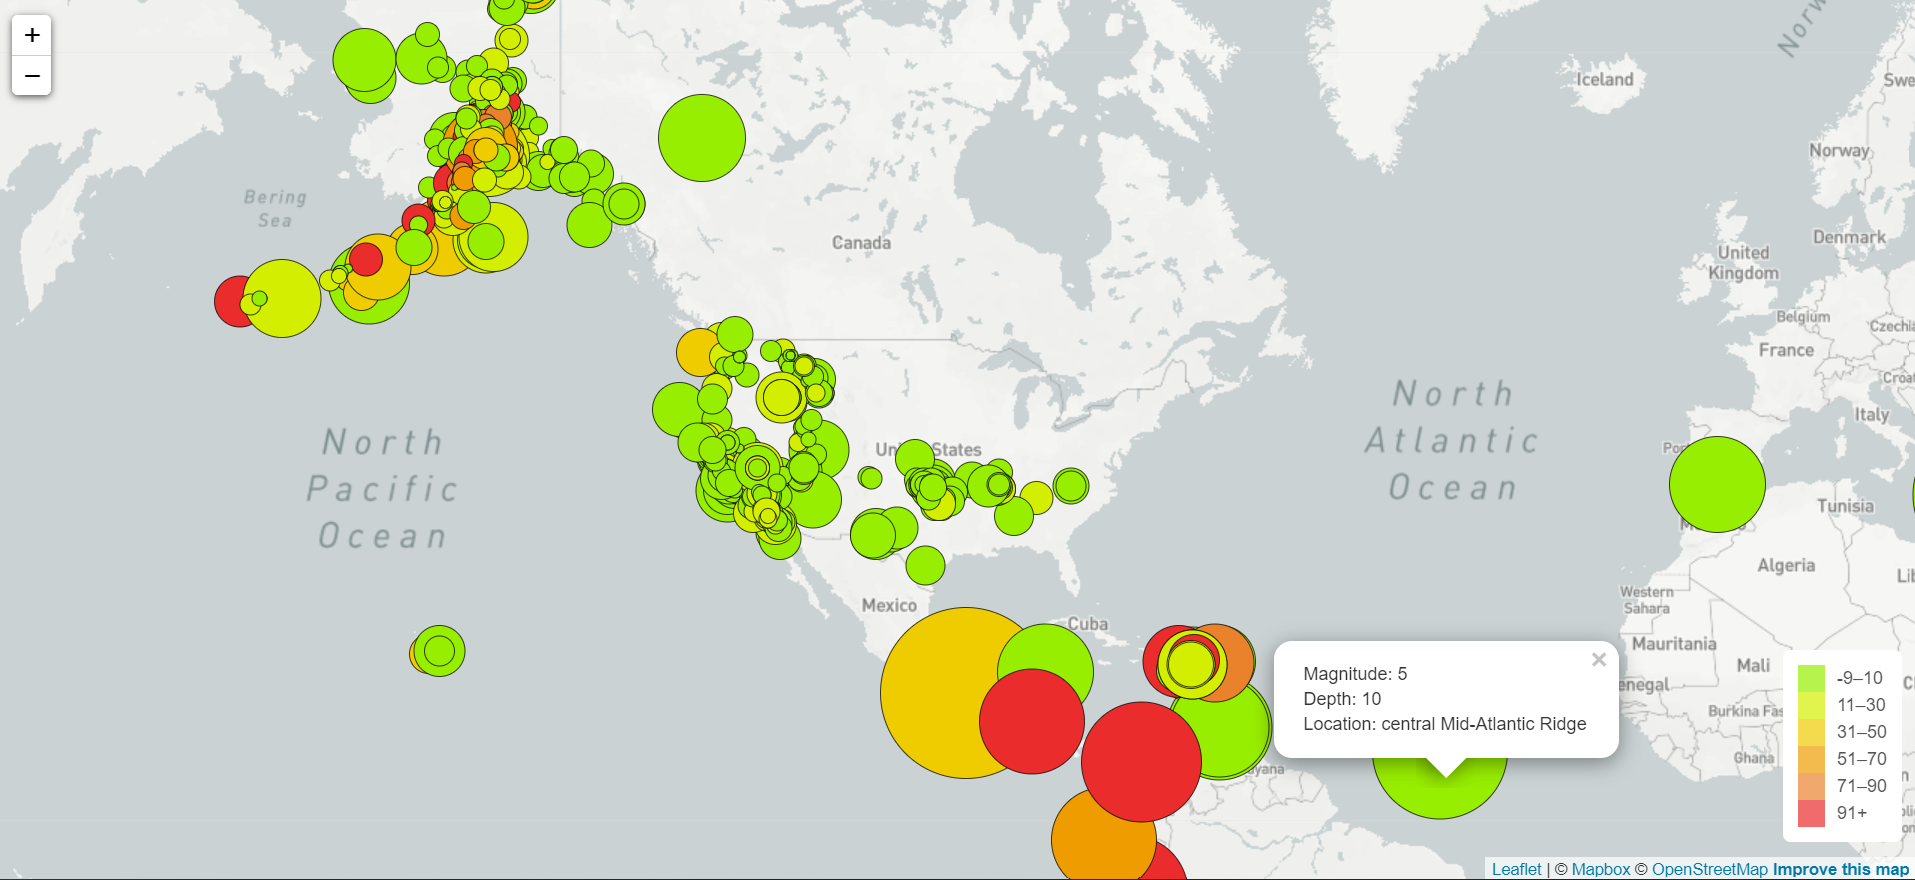 +
−
Norw
Iceland
Swe
Norway
Bering
Sea
Canada
Denmark
United
Kingdom
Belgium
Czechi
France
Croat
Italy
North
Pacific
Ocean
North
Atlantic
Ocean
United States
Por
Tunisia
M
Algeria
Lib
Western
Sahara
Mexico
Cuba
Mauritania
Mali
enegal
Burkina Fas
Ghana
uyana
Magnitude: 5
Depth: 10
Location: central Mid-Atlantic Ridge
×
-9–10
11–30
31–50
51–70
71–90
91+
Leaflet | © Mapbox © OpenStreetMap Improve this map